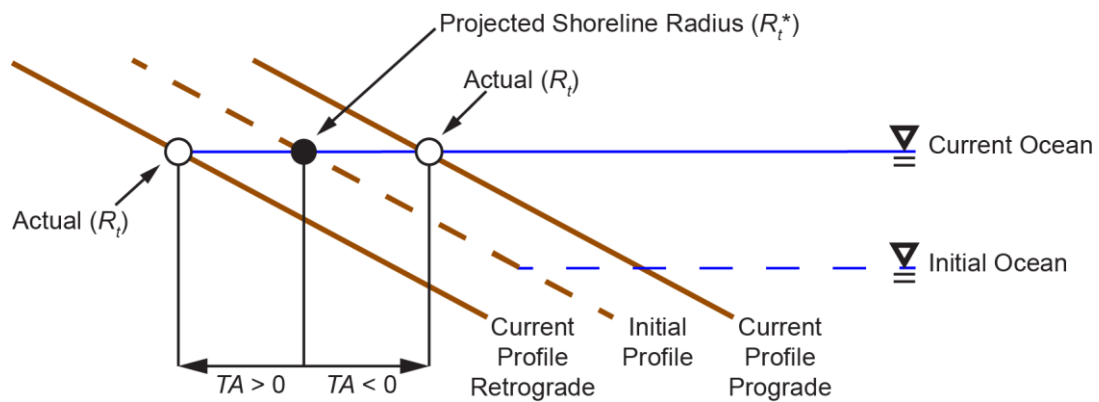 Projected Shoreline Radius (Rₜ*)
Actual (Rₜ)
Current Ocean
Actual (Rₜ)
Initial Ocean
Current
Profile
Retrograde
Initial
Profile
Current
Profile
Prograde
TA > 0
TA < 0